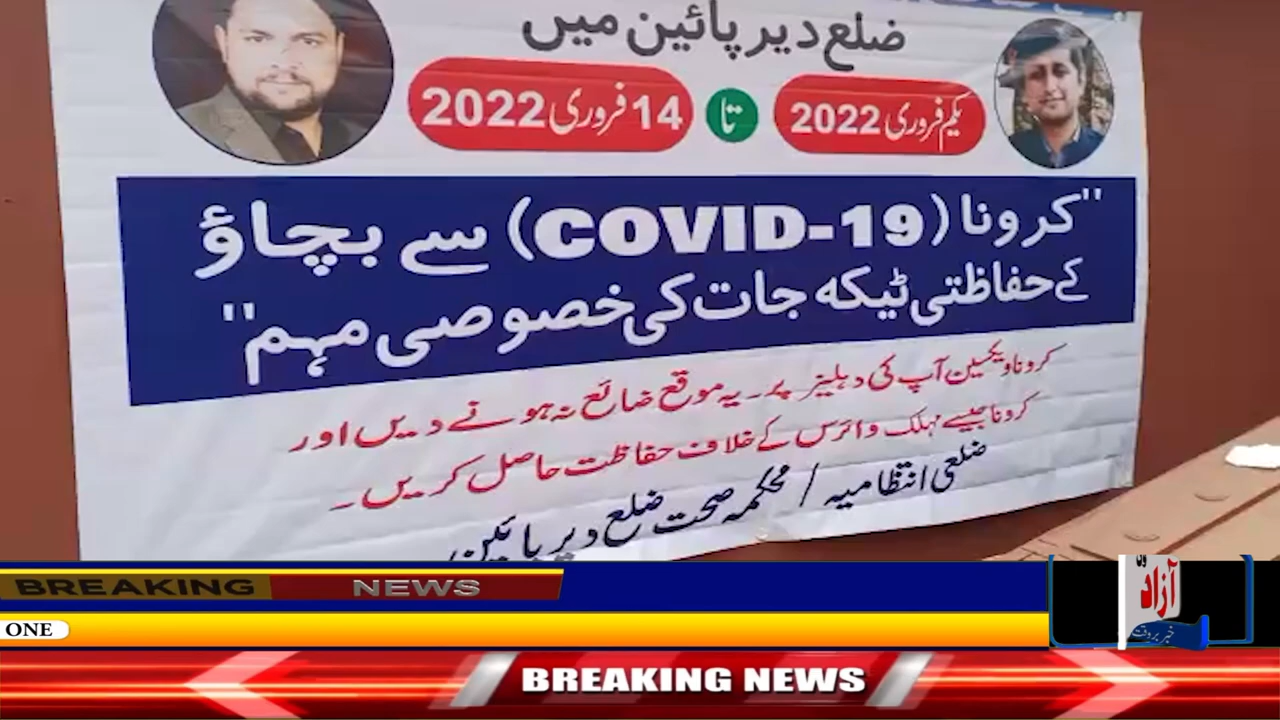 ضلع دیر پائین میں
یکم فروری 2022 تا 14 فروری 2022
"کرونا (COVID-19) سے بچاؤ
کے حفاظتی ٹیکہ جات کی خصوصی مہم"
کرونا ویکسین آپ کی دہلیز پر۔ یہ موقع ضائع نہ ہونے دیں اور
کرونا جیسے مہلک وائرس کے خلاف حفاظت حاصل کریں۔
ضلعی انتظامیہ / محکمہ صحت ضلع دیر پائین
BREAKING NEWS
ONE
آزاد
خبر بروقت
BREAKING NEWS